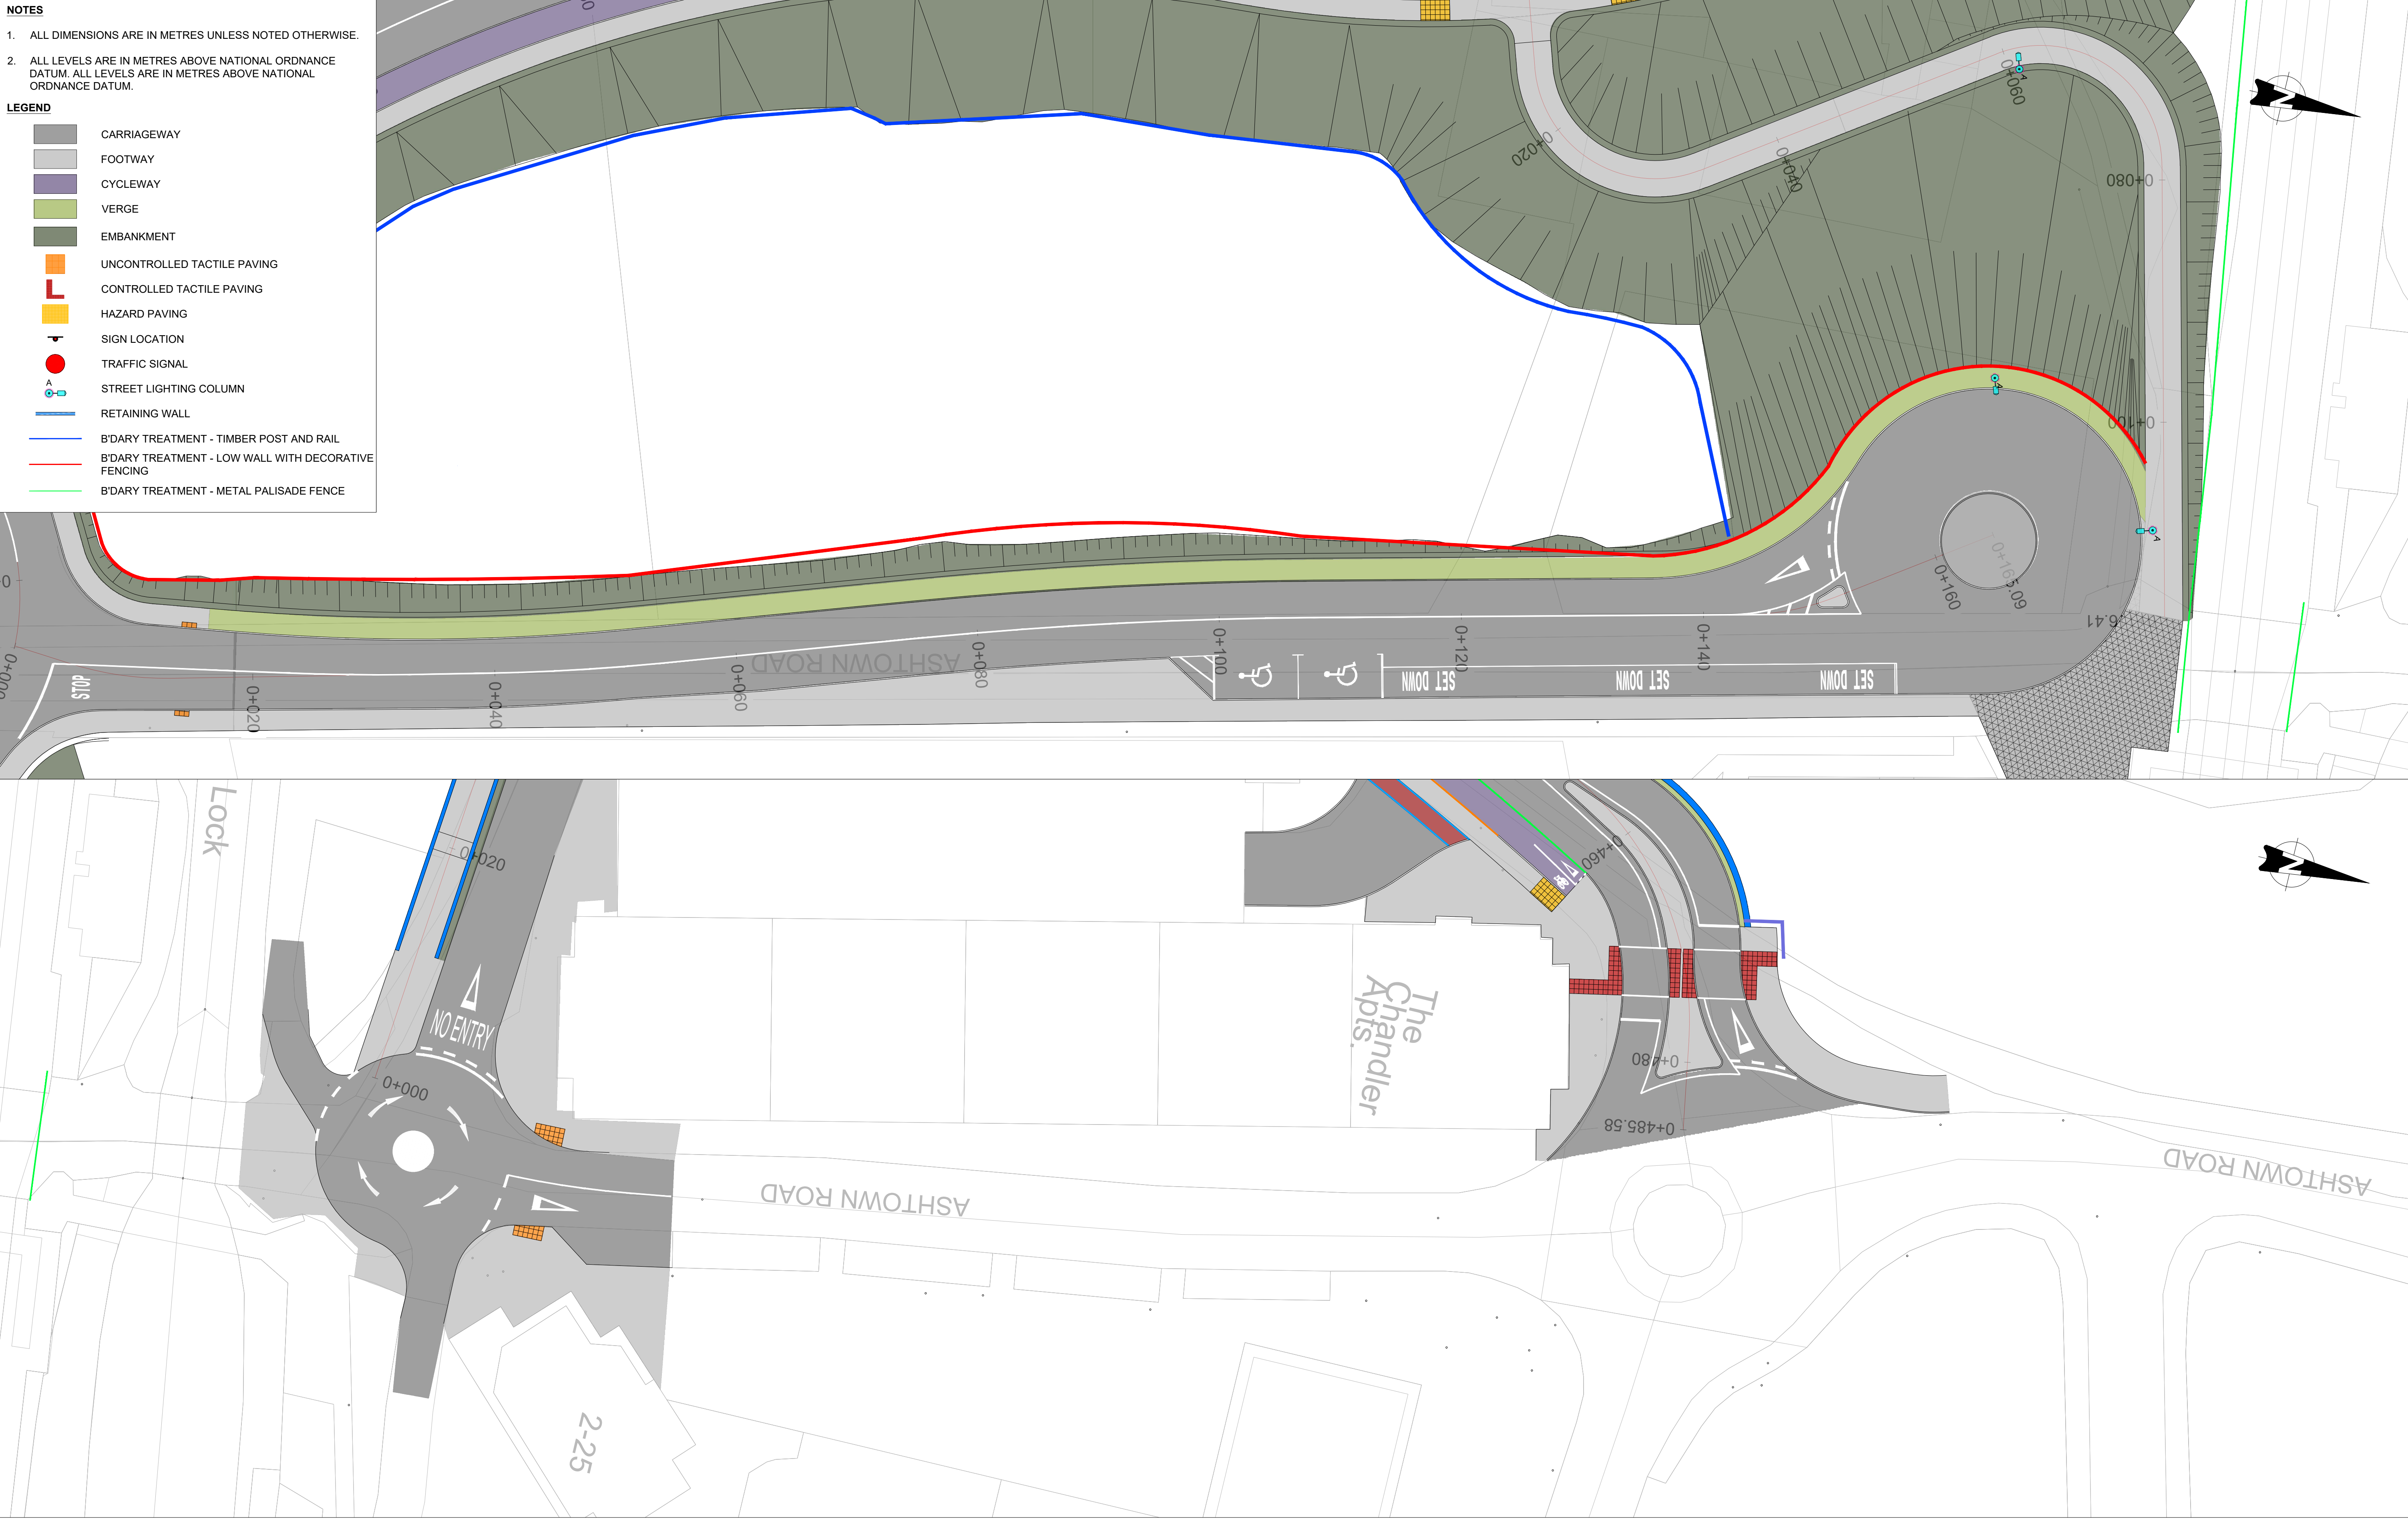 NOTES
1. ALL DIMENSIONS ARE IN METRES UNLESS NOTED OTHERWISE.
2. ALL LEVELS ARE IN METRES ABOVE NATIONAL ORDNANCE
DATUM. ALL LEVELS ARE IN METRES ABOVE NATIONAL
ORDNANCE DATUM.
LEGEND
CARRIAGEWAY
FOOTWAY
CYCLEWAY
VERGE
EMBANKMENT
UNCONTROLLED TACTILE PAVING
CONTROLLED TACTILE PAVING
HAZARD PAVING
SIGN LOCATION
TRAFFIC SIGNAL
A
STREET LIGHTING COLUMN
RETAINING WALL
B'DARY TREATMENT - TIMBER POST AND RAIL
B'DARY TREATMENT - LOW WALL WITH DECORATIVE
FENCING
B'DARY TREATMENT - METAL PALISADE FENCE
0+020
0+040
0+060
A
0+080
0+100
N
A
A
STOP
0+020
0+040
0+060
ASHTOWN ROAD
0+080
0+100
SET DOWN
0+120
SET DOWN
0+140
SET DOWN
0+160
6.41
Lock
0+020
NO ENTRY
0+000
The
Chandler
Apts.
0+460
0+480
0+485.58
N
ASHTOWN ROAD
ASHTOWN ROAD
2-25